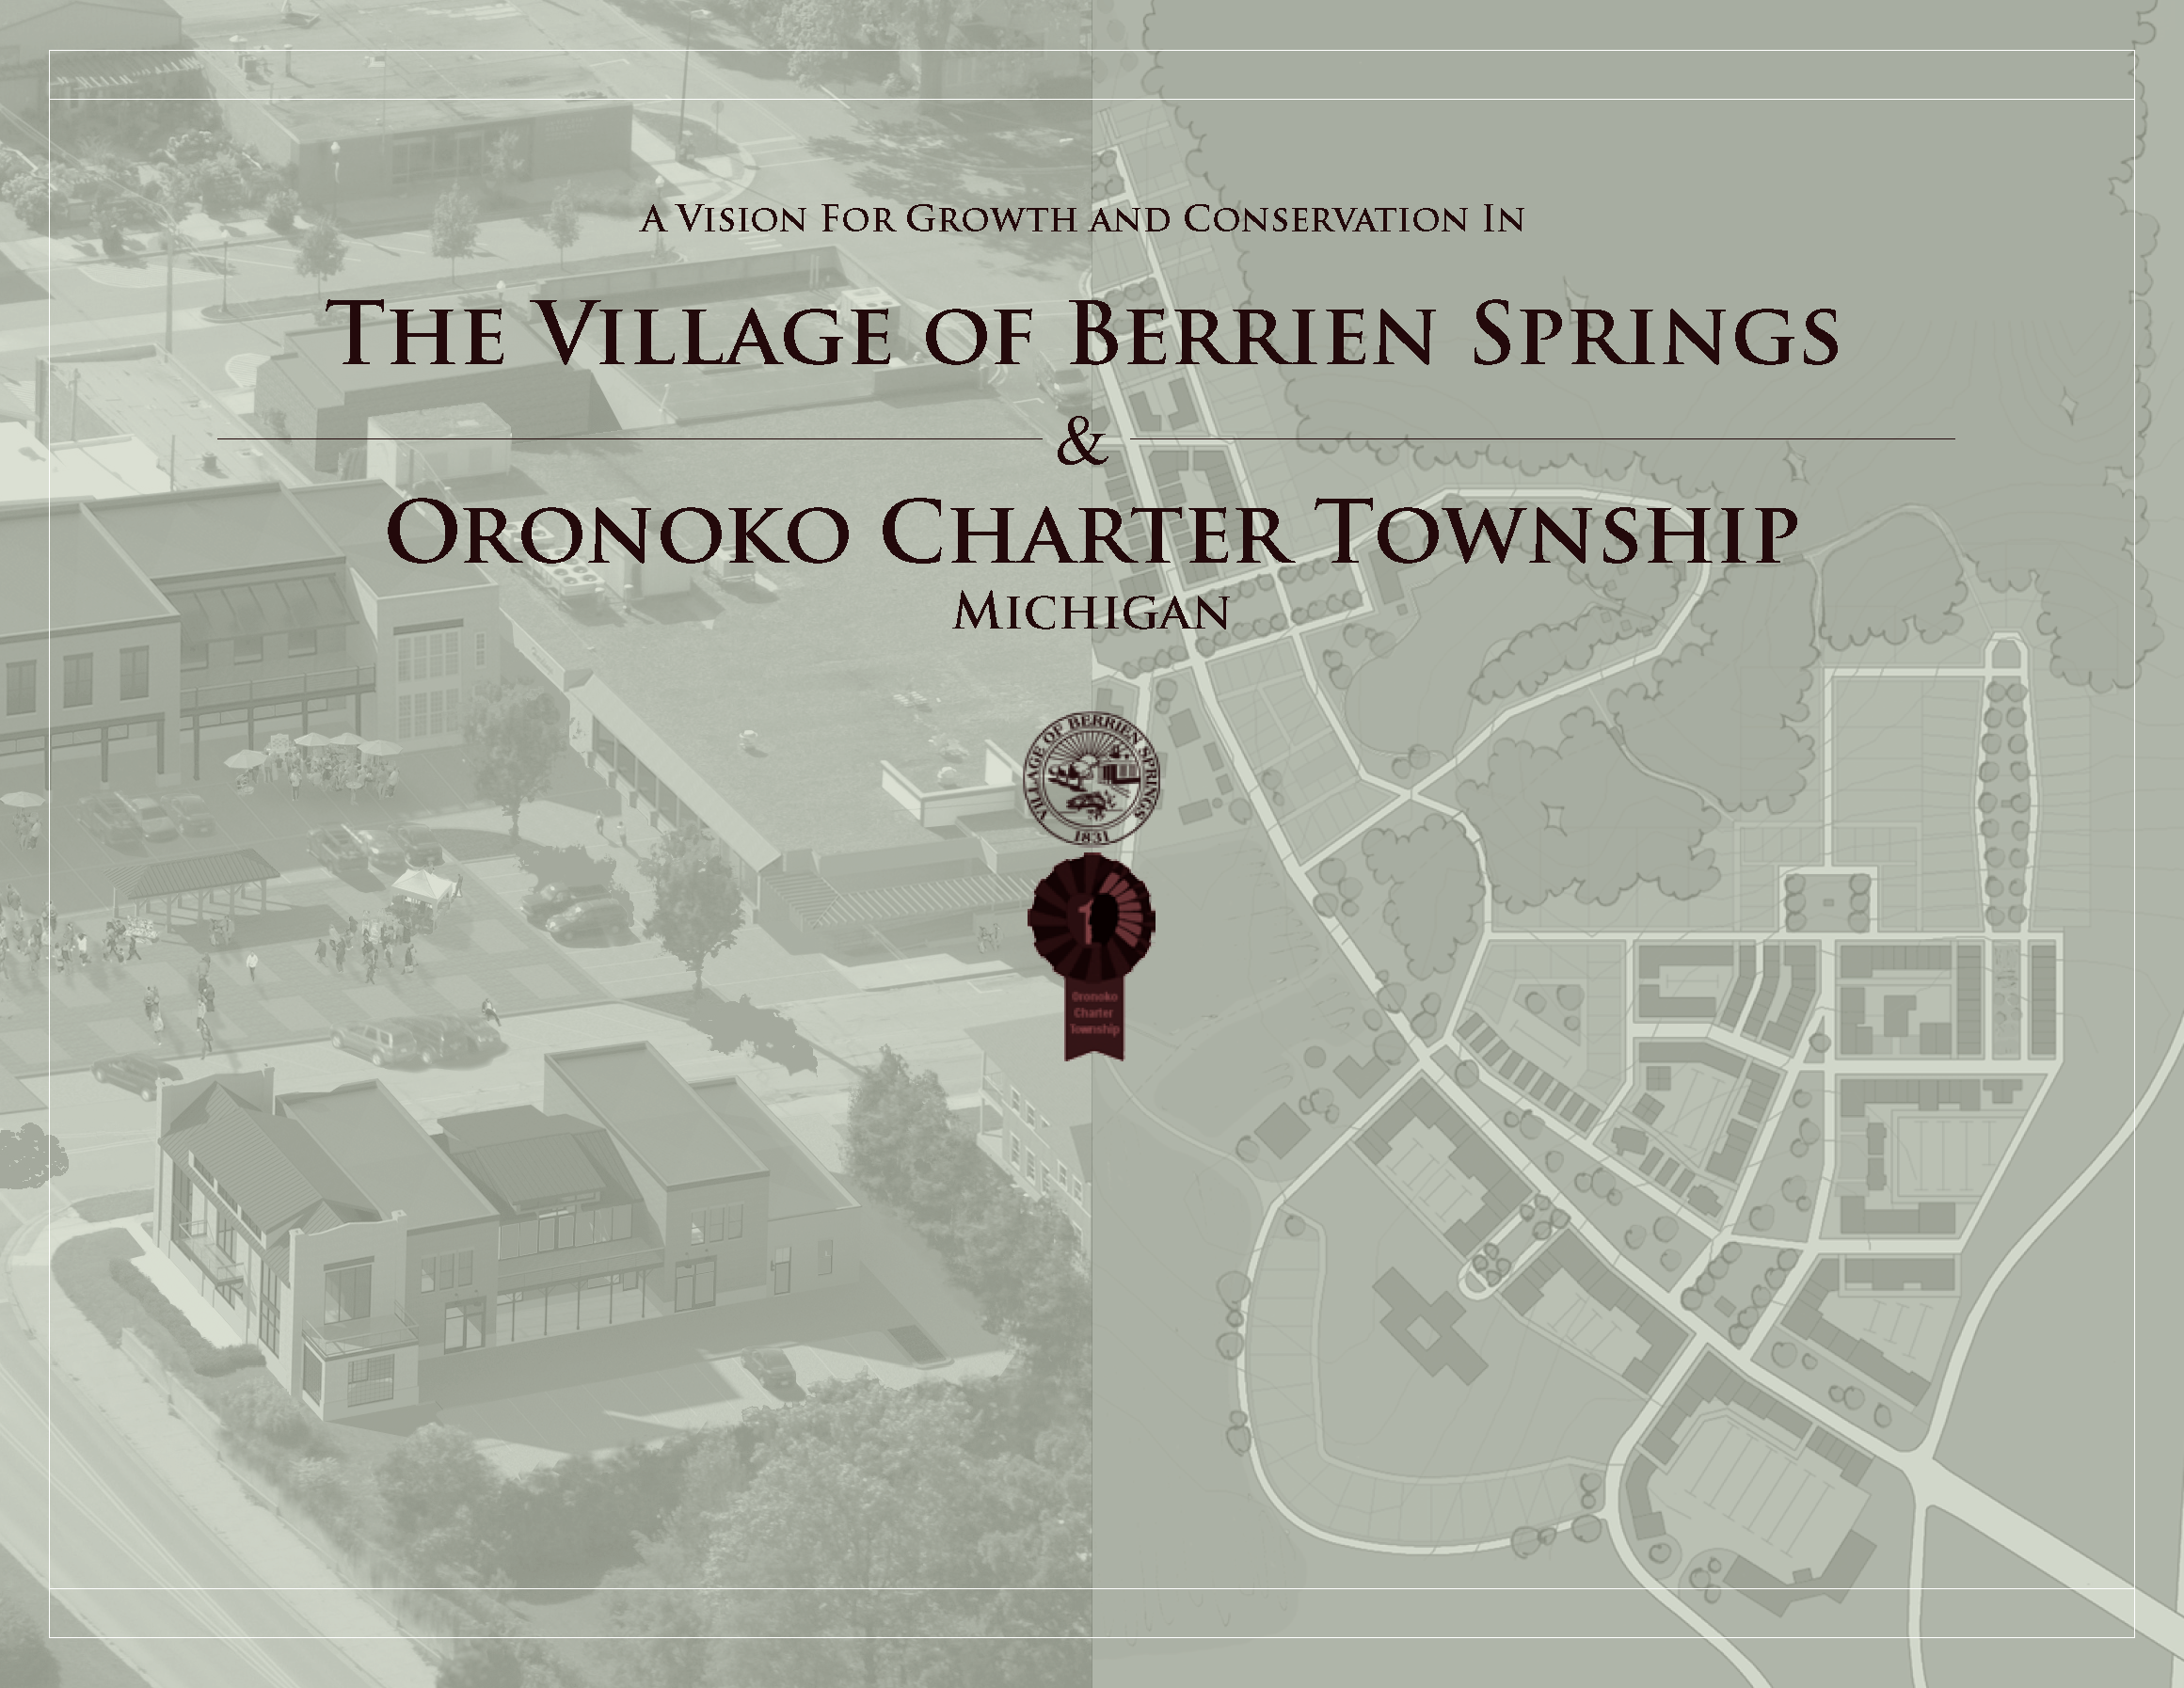 A Vision For Growth and Conservation In
The Village of Berrien Springs
&
Oronoko Charter Township
Michigan
VILLAGE OF BERRIEN SPRINGS
1831
1
Oronoko
Charter
Township